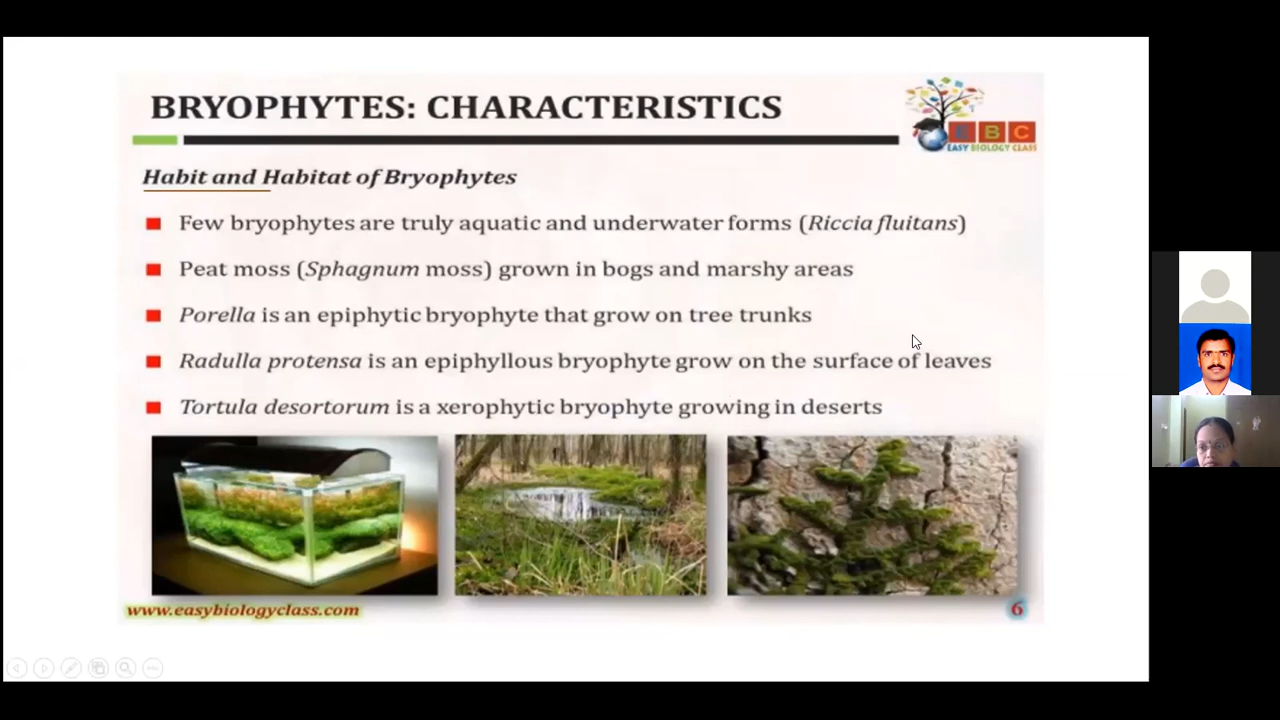 BRYOPHYTES: CHARACTERISTICS
EBC
EASY BIOLOGY CLASS
Habit and Habitat of Bryophytes
Few bryophytes are truly aquatic and underwater forms (Riccia fluitans)
Peat moss (Sphagnum moss) grown in bogs and marshy areas
Porella is an epiphytic bryophyte that grow on tree trunks
Radulla protensa is an epiphyllous bryophyte grow on the surface of leaves
Tortula desortorum is a xerophytic bryophyte growing in deserts
www.easybiologyclass.com
6